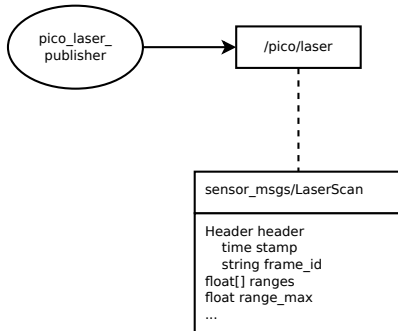 pico_laser_
publisher
/pico/laser
sensor_msgs/LaserScan
Header header
time stamp
string frame_id
float[] ranges
float range_max
...